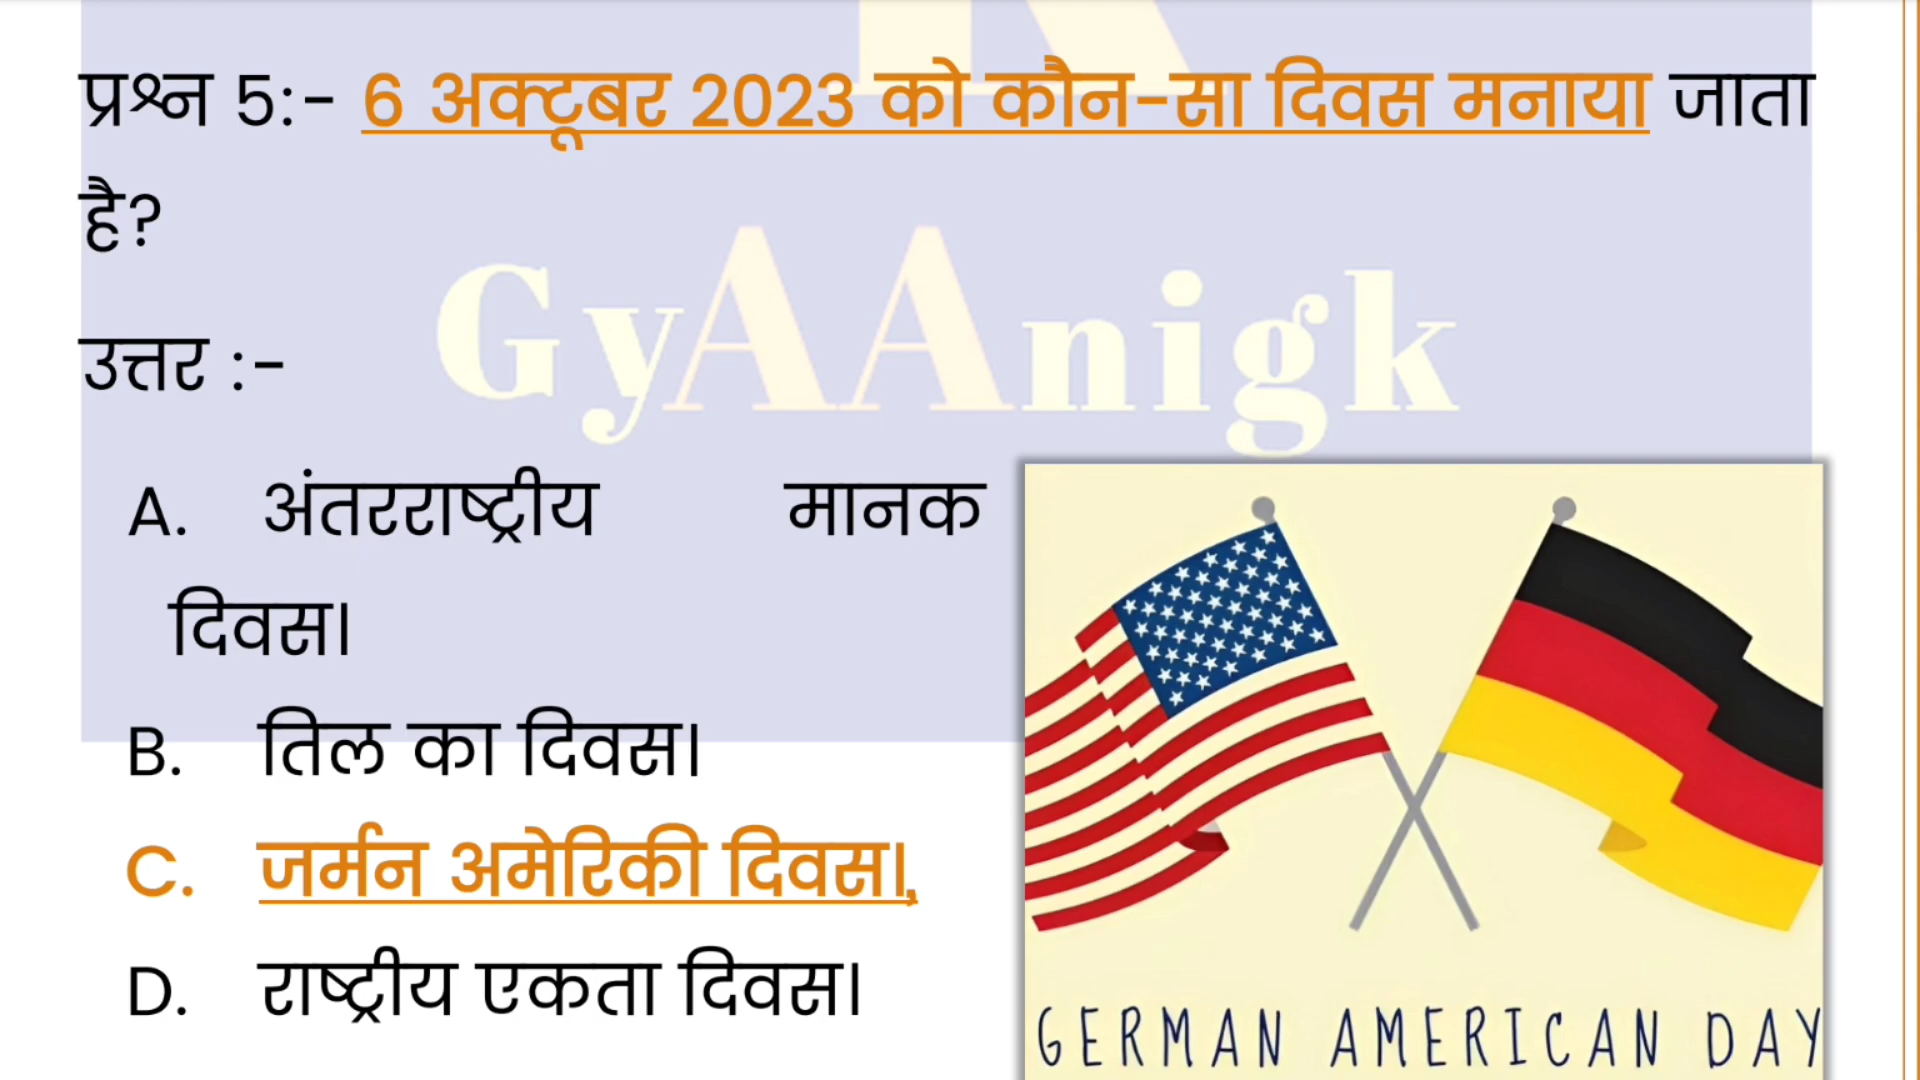 प्रश्न 5:- 6 अक्टूबर 2023 को कौन-सा दिवस मनाया जाता
है?
GyAAnigk
उत्तर :-
A. अंतरराष्ट्रीय मानक
दिवस।
B. तिल का दिवस।
C. जर्मन अमेरिकी दिवस।,
D. राष्ट्रीय एकता दिवस।
GERMAN AMERICAN DAY